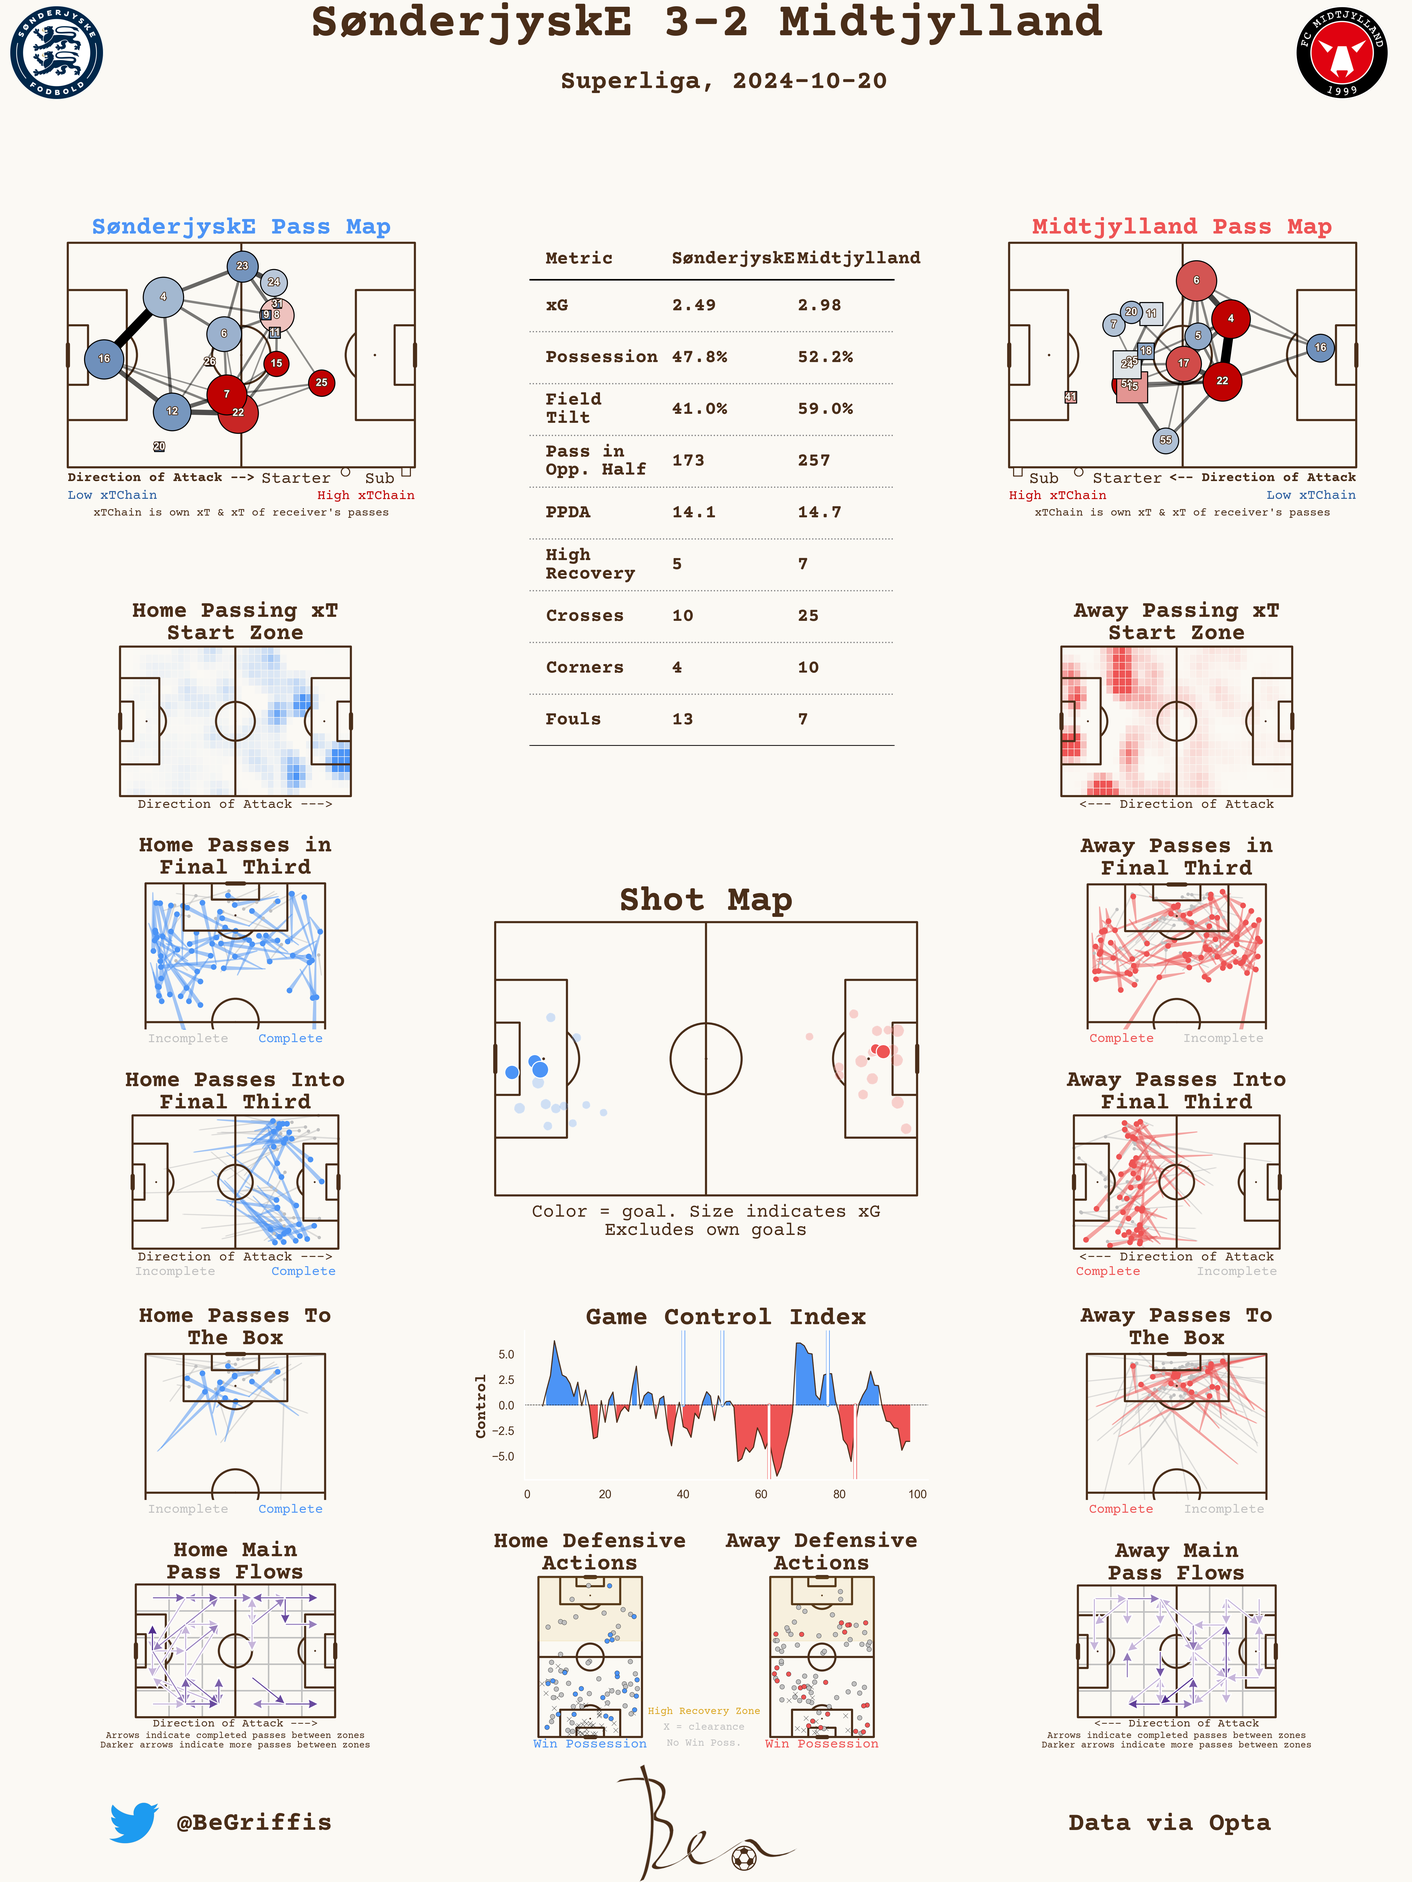 SønderjyskE 3-2 Midtjylland
Superliga, 2024-10-20
SØNDERJYSKE
FODBOLD
FC MIDTJYLLAND
1999
SønderjyskE Pass Map
23
24
4
31
9
8
6
11
16
26
15
25
7
22
12
20
Direction of Attack --> Starter Sub
Low xTChain High xTChain
xTChain is own xT & xT of receiver's passes
Metric SønderjyskE Midtjylland
xG 2.49 2.98
Possession 47.8% 52.2%
Field
Tilt 41.0% 59.0%
Pass in
Opp. Half 173 257
PPDA 14.1 14.7
High
Recovery 5 7
Crosses 10 25
Corners 4 10
Fouls 13 7
Midtjylland Pass Map
6
20
11
7
4
5
18
16
24
17
22
15
41
55
Sub Starter <-- Direction of Attack
High xTChain Low xTChain
xTChain is own xT & xT of receiver's passes
Home Passing xT
Start Zone
Direction of Attack --->
Away Passing xT
Start Zone
<--- Direction of Attack
Home Passes in
Final Third
Incomplete Complete
Away Passes in
Final Third
Complete Incomplete
Shot Map
Color = goal. Size indicates xG
Excludes own goals
Home Passes Into
Final Third
Direction of Attack --->
Incomplete Complete
Away Passes Into
Final Third
<--- Direction of Attack
Complete Incomplete
Home Passes To
The Box
Incomplete Complete
Game Control Index
Control
5.0
2.5
0.0
−2.5
−5.0
0 20 40 60 80 100
Away Passes To
The Box
Complete Incomplete
Home Main
Pass Flows
Direction of Attack --->
Arrows indicate completed passes between zones
Darker arrows indicate more passes between zones
Home Defensive
Actions
Win Possession
Away Defensive
Actions
Win Possession
High Recovery Zone
X = clearance
No Win Poss.
Away Main
Pass Flows
<--- Direction of Attack
Arrows indicate completed passes between zones
Darker arrows indicate more passes between zones
@BeGriffis
Ben
Data via Opta